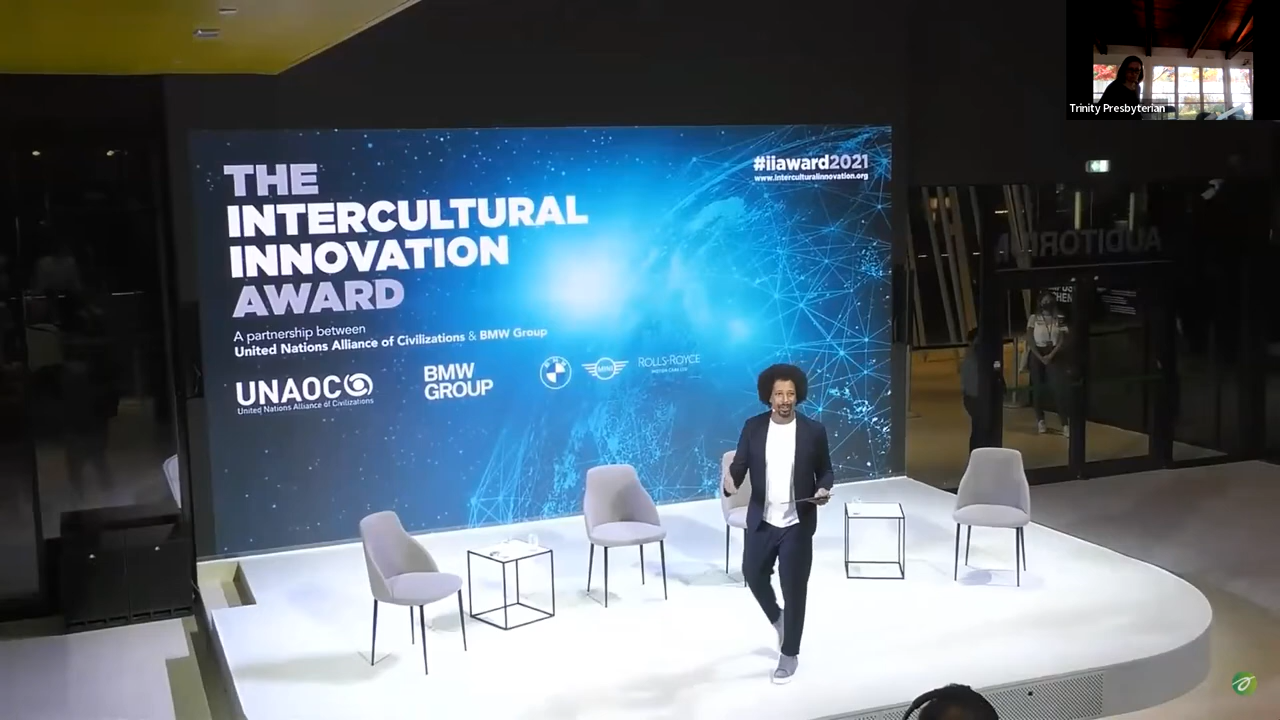 THE
INTERCULTURAL
INNOVATION
AWARD
A partnership between
United Nations Alliance of Civilizations & BMW Group
UNAOC
United Nations Alliance of Civilizations
BMW
GROUP
MINI
ROLLS-ROYCE
#iiaward2021
www.interculturalinnovation.org
Trinity Presbyterian
AUDITORIUM